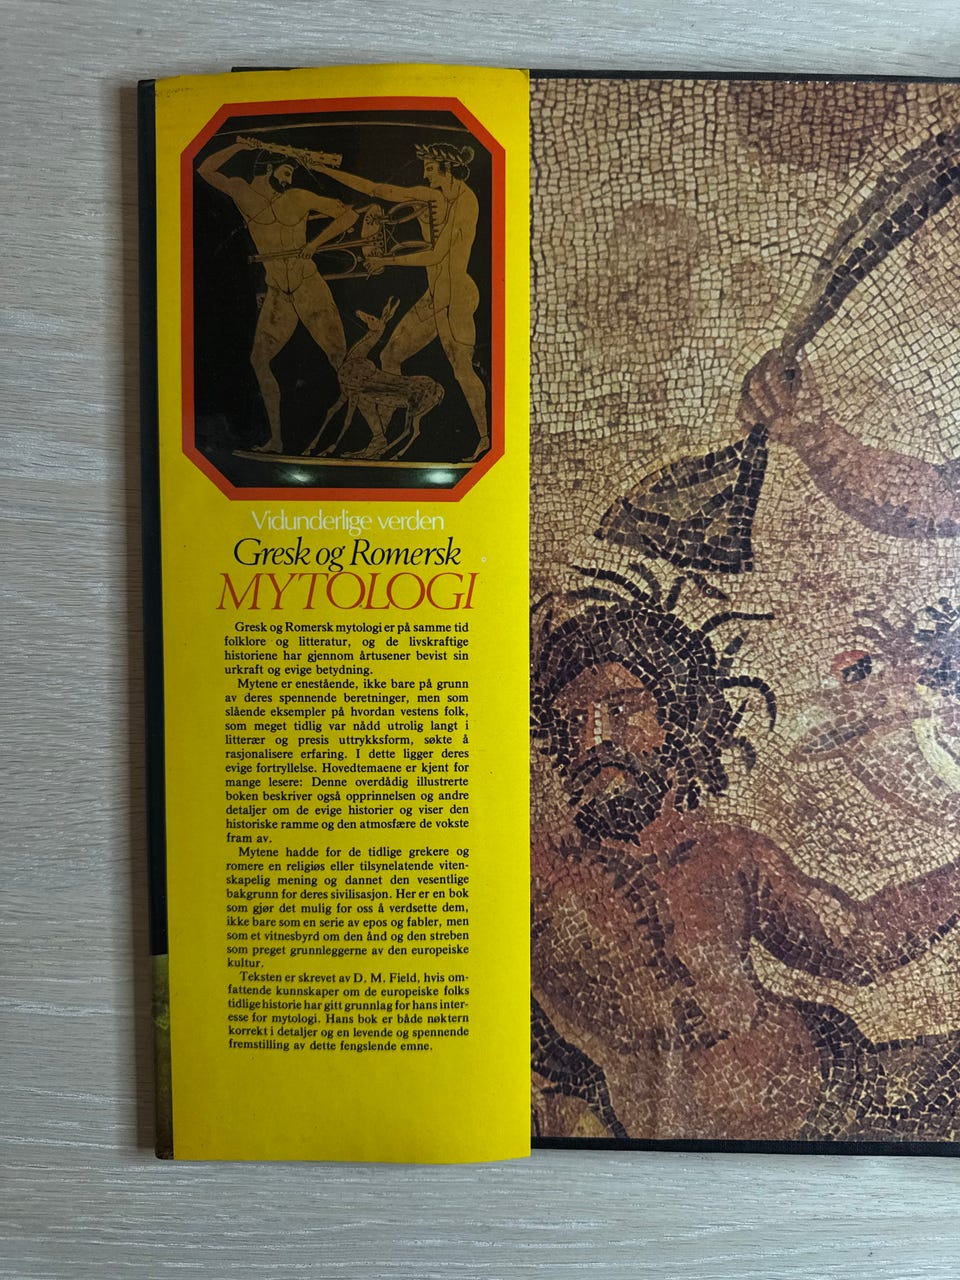 Vidunderlige verden
Gresk og Romersk
MYTOLOGI
Gresk og Romersk mytologi er på samme tid
folklore og litteratur, og de livskraftige
historiene har gjennom årtusener bevist sin
urkraft og evige betydning.
Mytene er enestående, ikke bare på grunn
av deres spennende beretninger, men som
slående eksempler på hvordan vestens folk,
som meget tidlig var nådd utrolig langt i
litterær og presis uttrykksform, søkte å
rasjonalisere erfaring. I dette ligger deres
evige fortryllelse. Hovedtemaene er kjent for
mange lesere: Denne overdådig illustrerte
boken beskriver også opprinnelsen og andre
detaljer om de evige historier og viser den
historiske ramme og den atmosfære de vokste
fram av.
Mytene hadde for de tidlige grekere og
romere en religiøs eller tilsynelatende viten-
skapelig mening og dannet den vesentlige
bakgrunn for deres sivilisasjon. Her er en bok
som gjør det mulig for oss å verdsette dem,
ikke bare som en serie av epos og fabler, men
som et vitnesbyrd om den ånd og den streben
som preget grunnleggerne av den europeiske
kultur.
Teksten er skrevet av D. M. Field, hvis om-
fattende kunnskaper om de europeiske folks
tidlige historie har gitt grunnlag for hans inter-
esse for mytologi. Hans bok er både nøktern
korrekt i detaljer og en levende og spennende
fremstilling av dette fengslende emne.